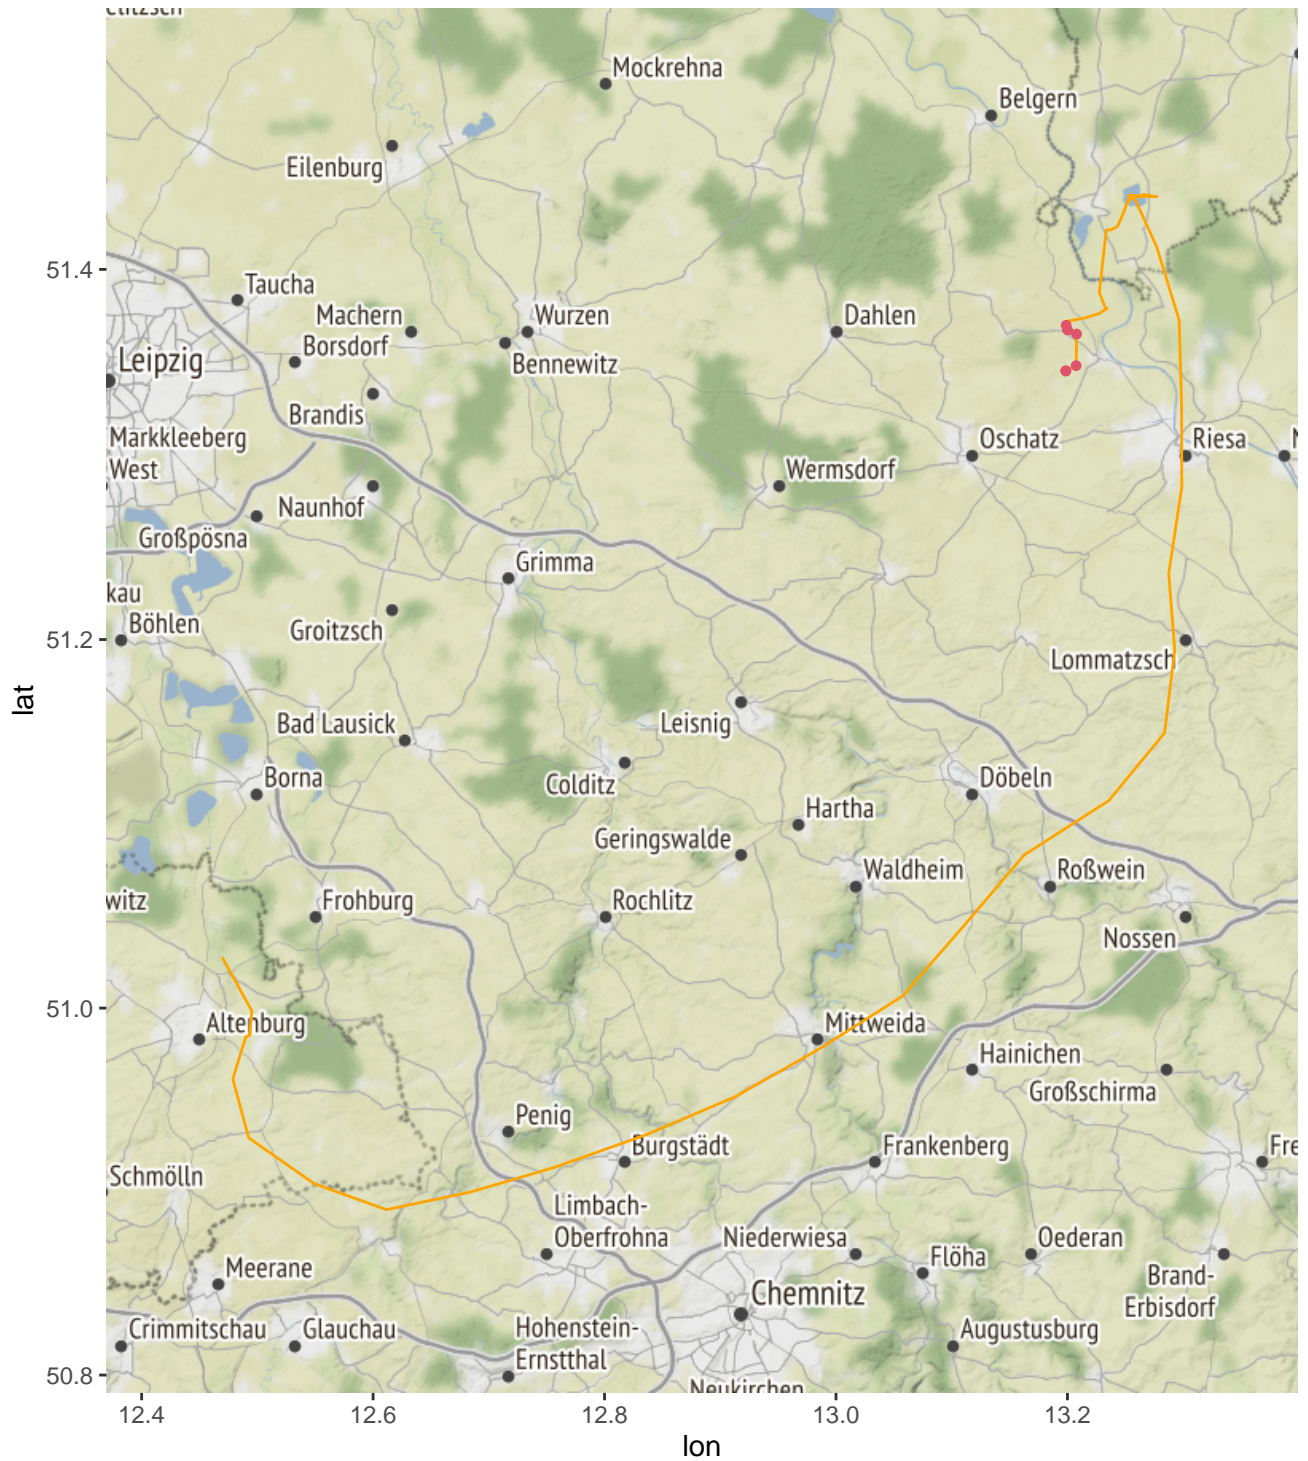 Mockrehna
Belgern
Eilenburg
51.4
Taucha
Machern
Wurzen
Dahlen
Borsdorf
Leipzig
Bennewitz
Brandis
Markkleeberg
West
Oschatz
Riesa
Wermsdorf
Naunhof
Großpösna
Grimma
kau
Böhlen
Groitzsch
51.2
Lommatzsch
lat
Bad Lausick
Leisnig
Borna
Colditz
Döbeln
Hartha
Geringswalde
Waldheim
Roßwein
witz
Frohburg
Rochlitz
Nossen
51.0
Altenburg
Mittweida
Hainichen
Großschirma
Penig
Burgstädt
Frankenberg
Fre
Schmölln
Limbach-
Oberfrohna
Niederwiesa
Flöha
Oederan
Meerane
Chemnitz
Brand-
Erbisdorf
Crimmitschau
Glauchau
Hohenstein-
Ernstthal
Augustusburg
50.8
Neukirchen
12.4
12.6
12.8
13.0
13.2
lon